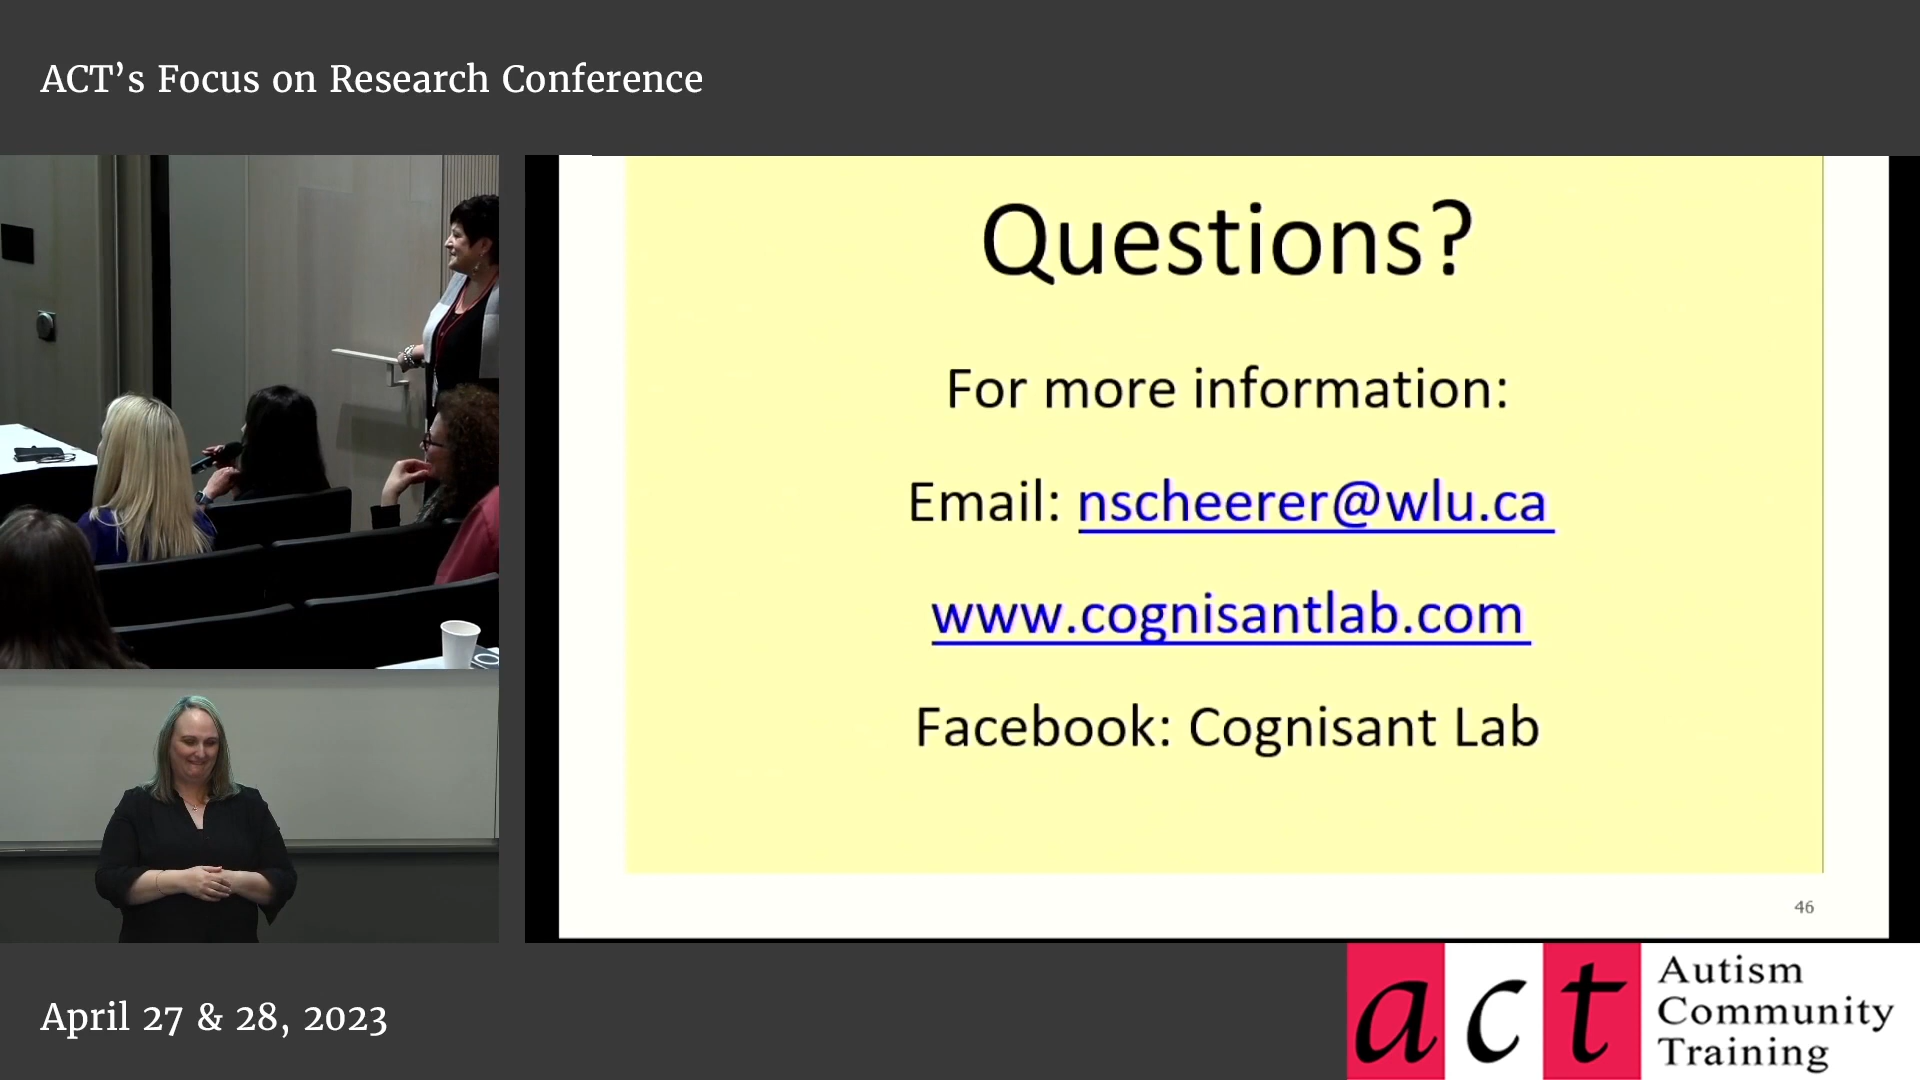 ACT’s Focus on Research Conference
Questions?
For more information:
Email: nscheerer@wlu.ca
www.cognisantlab.com
Facebook: Cognisant Lab
46
April 27 & 28, 2023
act
Autism
Community
Training